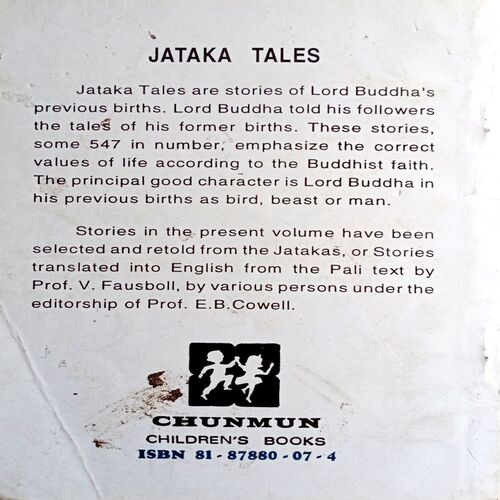 JATAKA TALES
Jataka Tales are stories of Lord Buddha's
previous births. Lord Buddha told his followers
the tales of his former births. These stories,
some 547 in number, emphasize the correct
values of life according to the Buddhist faith.
The principal good character is Lord Buddha in
his previous births as bird, beast or man.
Stories in the present volume have been
selected and retold from the Jatakas, or Stories
translated into English from the Pali text by
Prof. V. Fausboll, by various persons under the
editorship of Prof. E.B.Cowell.
CHUNMUN
CHILDREN'S BOOKS
ISBN 81-87880-07-4